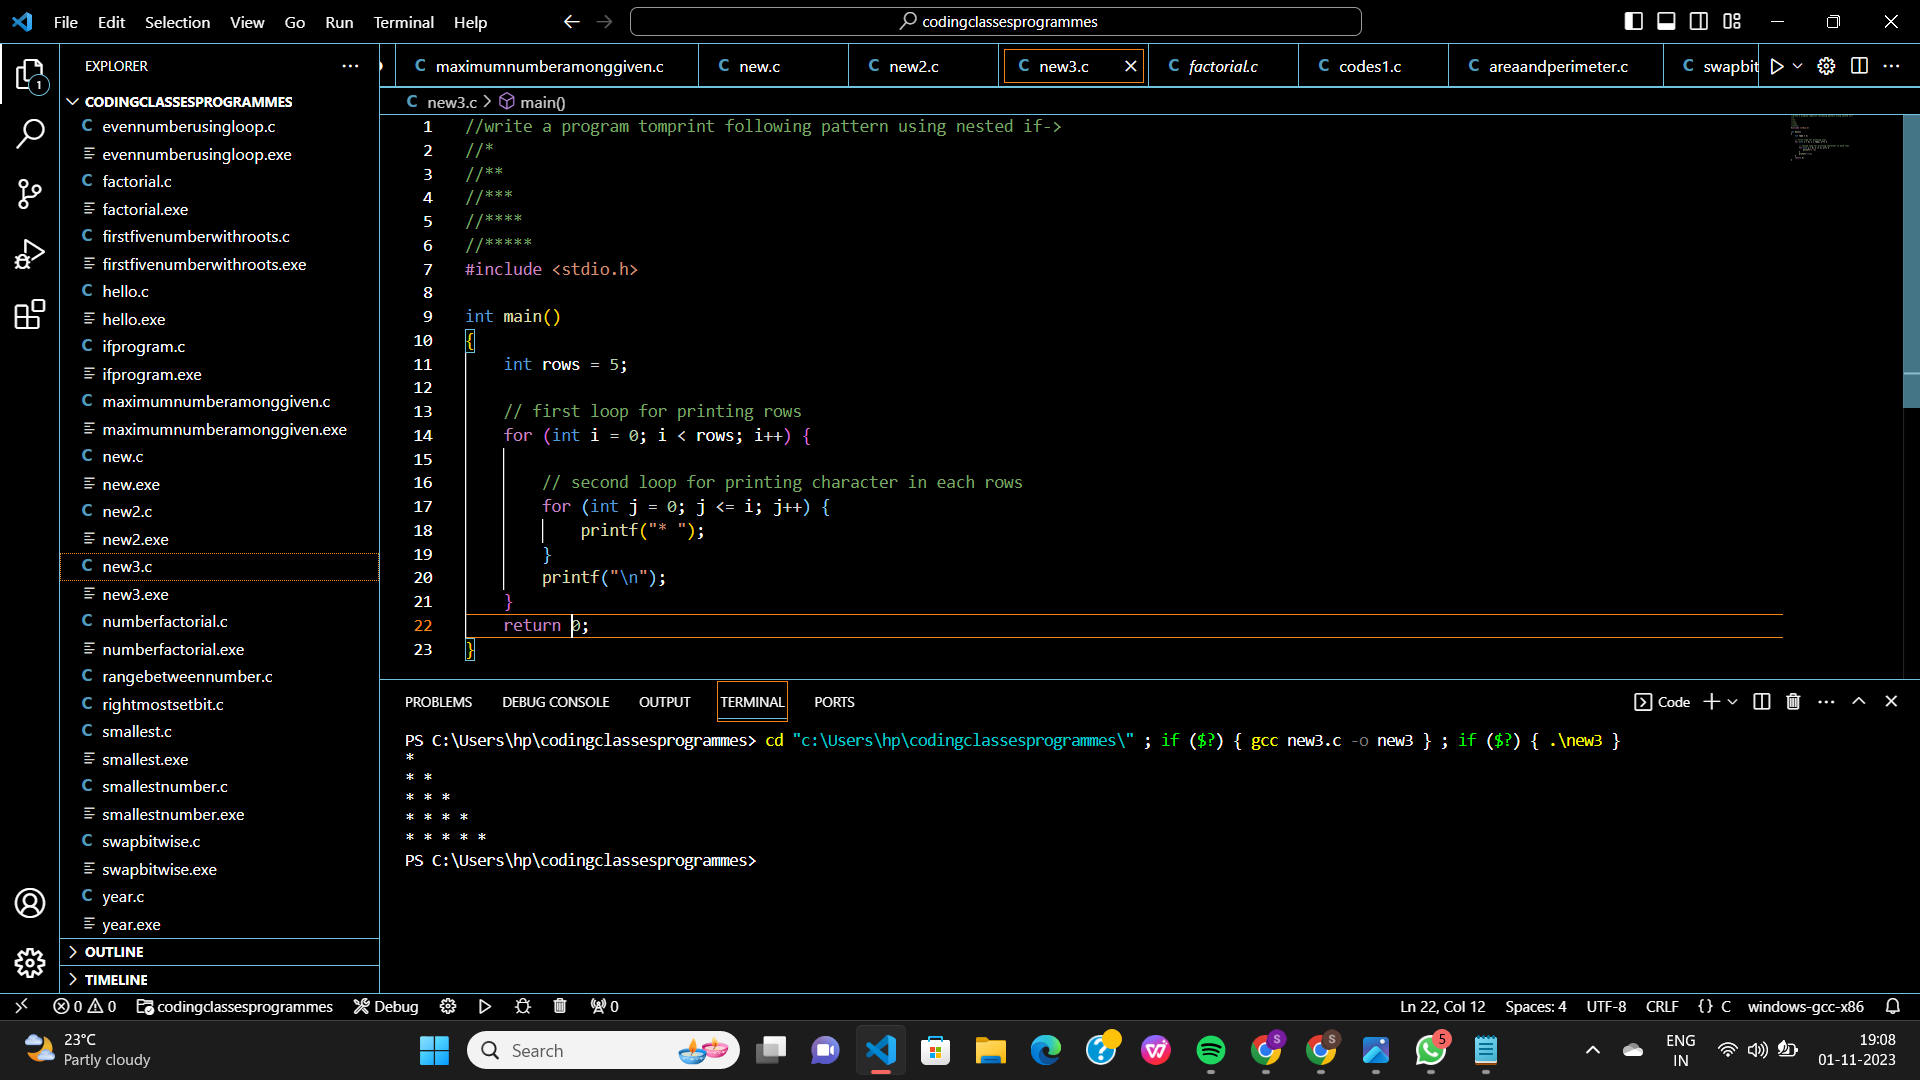 File Edit Selection View Go Run Terminal Help
codingclassesprogrammes
EXPLORER
1
CODINGCLASSESPROGRAMMES
evennumberusingloop.c
evennumberusingloop.exe
factorial.c
factorial.exe
firstfivenumberwithroots.c
firstfivenumberwithroots.exe
hello.c
hello.exe
ifprogram.c
ifprogram.exe
maximumnumberamonggiven.c
maximumnumberamonggiven.exe
new.c
new.exe
new2.c
new2.exe
new3.c
new3.exe
numberfactorial.c
numberfactorial.exe
rangebetweennumber.c
rightmostsetbit.c
smallest.c
smallest.exe
smallestnumber.c
smallestnumber.exe
swapbitwise.c
swapbitwise.exe
year.c
year.exe
OUTLINE
TIMELINE
C maximumnumberamonggiven.c C new.c C new2.c C new3.c C factorial.c C codes1.c C areaandperimeter.c C swapbit
C new3.c > main()
1 //write a program tomprint following pattern using nested if->
2 //*
3 //**
4 //***
5 //****
6 //*****
7 #include <stdio.h>
8
9 int main()
10 {
11 int rows = 5;
12
13 // first loop for printing rows
14 for (int i = 0; i < rows; i++) {
15
16 // second loop for printing character in each rows
17 for (int j = 0; j <= i; j++) {
18 printf("* ");
19 }
20 printf("\n");
21 }
22 return 0;
23 }
PROBLEMS DEBUG CONSOLE OUTPUT TERMINAL PORTS
Code
PS C:\Users\hp\codingclassesprogrammes> cd "c:\Users\hp\codingclassesprogrammes\" ; if ($?) { gcc new3.c -o new3 } ; if ($?) { .\new3 }
*
* *
* * *
* * * *
* * * * *
PS C:\Users\hp\codingclassesprogrammes>
0 0 codingclassesprogrammes Debug 0
Ln 22, Col 12 Spaces: 4 UTF-8 CRLF {} C windows-gcc-x86
23°C
Partly cloudy
Search
S
S
5
ENG
IN
19:08
01-11-2023